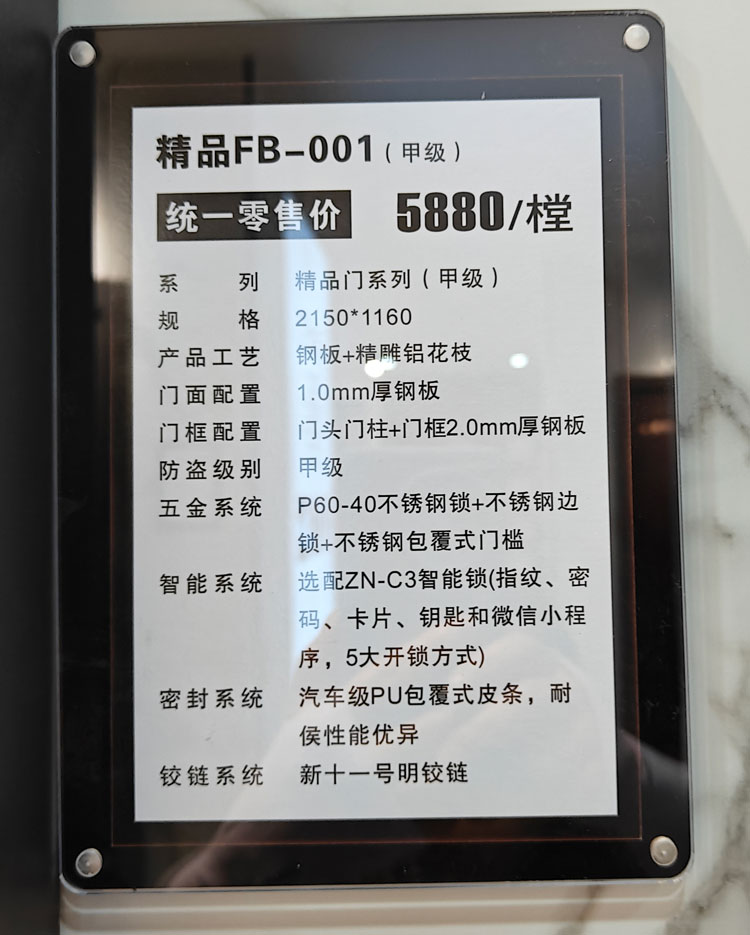 精品FB-001（甲级）
统一零售价 5880/樘
系列 精品门系列（甲级）
规格 2150*1160
产品工艺 钢板+精雕铝花枝
门面配置 1.0mm厚钢板
门框配置 门头门柱+门框2.0mm厚钢板
防盗级别 甲级
五金系统 P60-40不锈钢锁+不锈钢边
锁+不锈钢包覆式门槛
智能系统 选配ZN-C3智能锁(指纹、密
码、卡片、钥匙和微信小程
序，5大开锁方式)
密封系统 汽车级PU包覆式皮条，耐
侯性能优异
铰链系统 新十一号明铰链